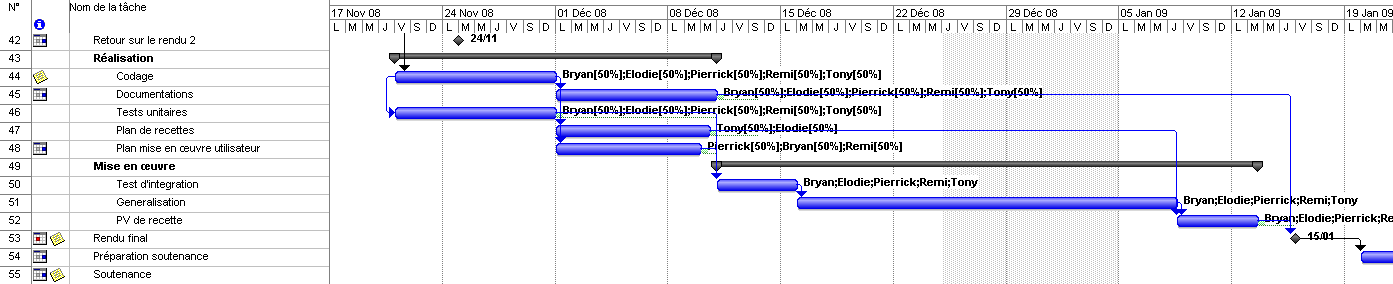 N° Nom de la tâche 17 Nov 08 24 Nov 08 01 Déc 08 08 Déc 08 15 Déc 08 22 Déc 08 29 Déc 08 05 Jan 09 12 Jan 09 19 Jan 09
L M M J V S D L M M J V S D L M M J V S D L M M J V S D L M M J V S D L M M J V S D L M M J V S D L M M J V S D L M M J V S D L M M
42 Retour sur le rendu 2 24/11
43 Réalisation
44 Codage Bryan[50%];Elodie[50%];Pierrick[50%];Remi[50%];Tony[50%]
45 Documentations Bryan[50%];Elodie[50%];Pierrick[50%];Remi[50%];Tony[50%]
46 Tests unitaires Bryan[50%];Elodie[50%];Pierrick[50%];Remi[50%];Tony[50%]
47 Plan de recettes Tony[50%];Elodie[50%]
48 Plan mise en œuvre utilisateur Pierrick[50%];Bryan[50%];Remi[50%]
49 Mise en œuvre
50 Test d'integration Bryan;Elodie;Pierrick;Remi;Tony
51 Generalisation Bryan;Elodie;Pierrick;Remi;Tony
52 PV de recette Bryan;Elodie;Pierrick;Re
53 Rendu final 15/01
54 Préparation soutenance
55 Soutenance